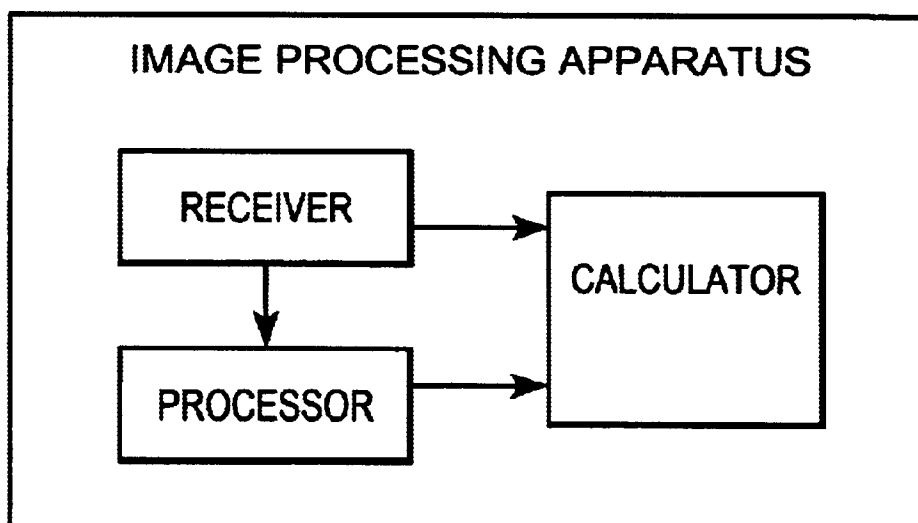 IMAGE PROCESSING APPARATUS
RECEIVER
CALCULATOR
PROCESSOR